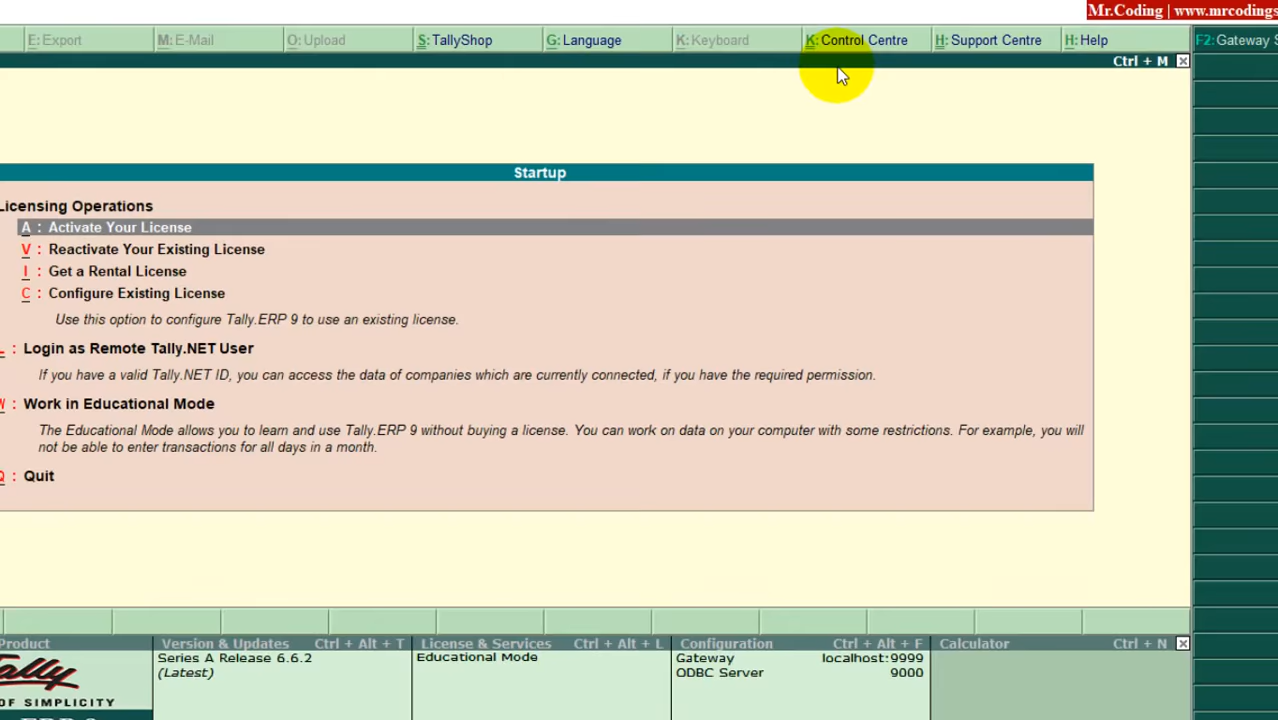 Mr.Coding | www.mrcodings
E: Export M: E-Mail O: Upload S: TallyShop G: Language K: Keyboard K: Control Centre H: Support Centre H: Help F2: Gateway S
Ctrl + M
Startup
Licensing Operations
A : Activate Your License
V : Reactivate Your Existing License
I : Get a Rental License
C : Configure Existing License
Use this option to configure Tally.ERP 9 to use an existing license.
: Login as Remote Tally.NET User
If you have a valid Tally.NET ID, you can access the data of companies which are currently connected, if you have the required permission.
W : Work in Educational Mode
The Educational Mode allows you to learn and use Tally.ERP 9 without buying a license. You can work on data on your computer with some restrictions. For example, you will
not be able to enter transactions for all days in a month.
Q : Quit
Product Version & Updates Ctrl + Alt + T License & Services Ctrl + Alt + L Configuration Ctrl + Alt + F Calculator Ctrl + N
Series A Release 6.6.2 Educational Mode Gateway localhost:9999
(Latest) ODBC Server 9000
Tally
OF SIMPLICITY